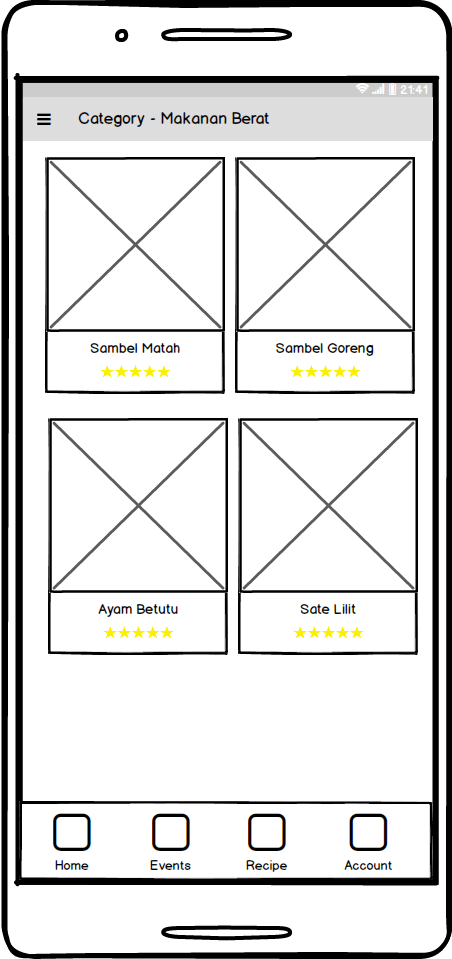 21:41
Category - Makanan Berat
Sambel Matah
Sambel Goreng
Ayam Betutu
Sate Lilit
Home
Events
Recipe
Account